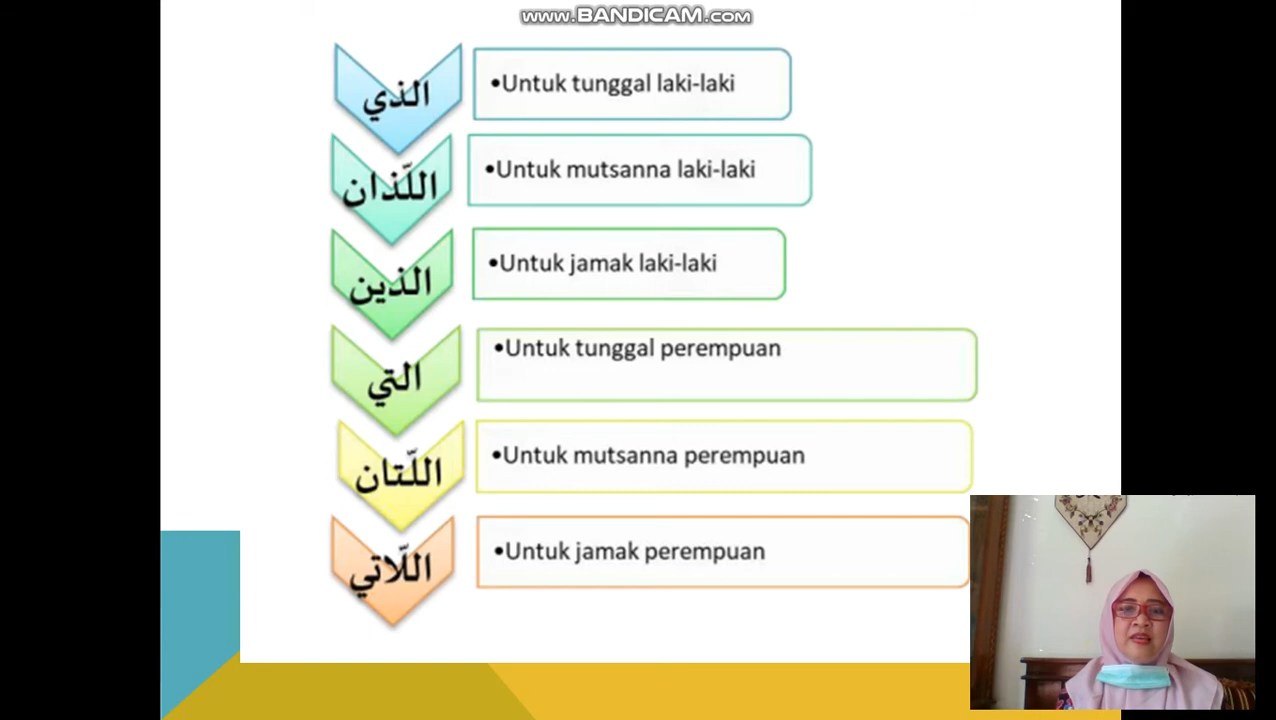 www.BANDICAM.com
الذي
•Untuk tunggal laki-laki
اللّذان
•Untuk mutsanna laki-laki
الذين
•Untuk jamak laki-laki
التي
•Untuk tunggal perempuan
اللّتان
•Untuk mutsanna perempuan
اللّاتي
•Untuk jamak perempuan